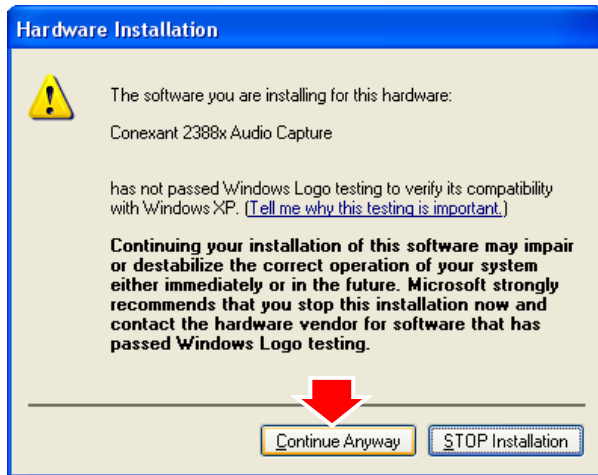 Hardware Installation
The software you are installing for this hardware:
Conexant 2388x Audio Capture
has not passed Windows Logo testing to verify its compatibility
with Windows XP. (Tell me why this testing is important.)
Continuing your installation of this software may impair
or destabilize the correct operation of your system
either immediately or in the future. Microsoft strongly
recommends that you stop this installation now and
contact the hardware vendor for software that has
passed Windows Logo testing.
Continue Anyway
STOP Installation